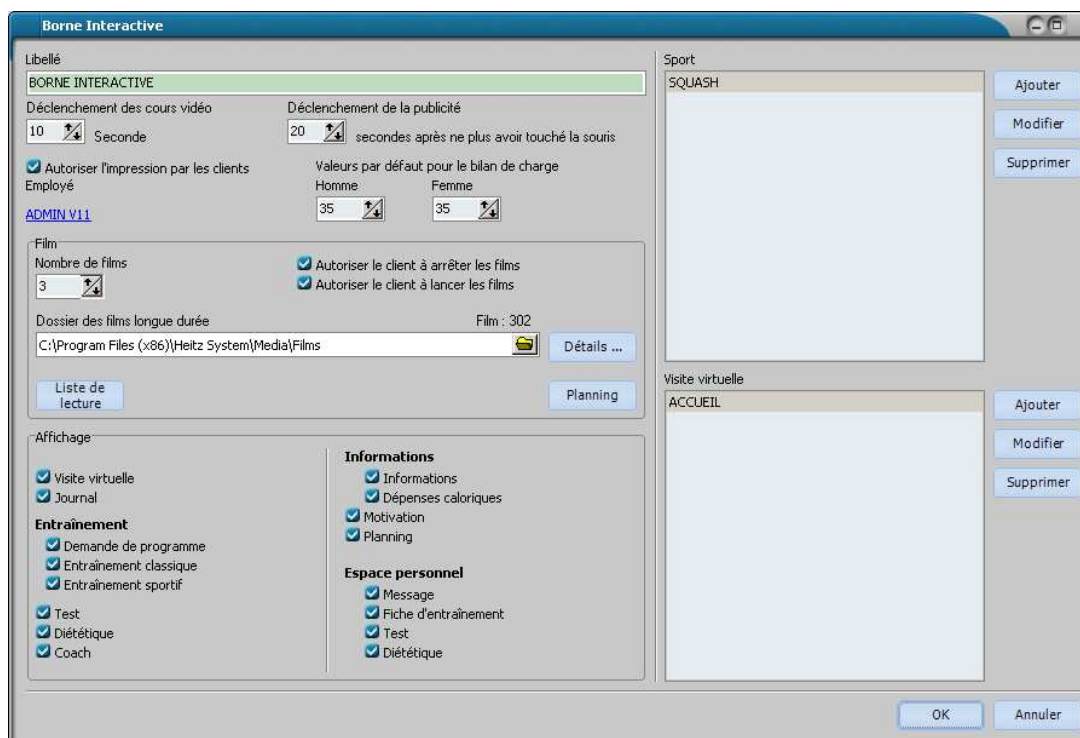 Borne Interactive
Libellé
BORNE INTERACTIVE
Déclenchement des cours vidéo
10 Seconde
Déclenchement de la publicité
20 secondes après ne plus avoir touché la souris
Autoriser l'impression par les clients
Employé
ADMIN V11
Valeurs par défaut pour le bilan de charge
Homme Femme
35 35
Film
Nombre de films
3
Autoriser le client à arrêter les films
Autoriser le client à lancer les films
Dossier des films longue durée Film : 302
C:\Program Files (x86)\Heitz System\Media\Films
Détails ...
Liste de
lecture
Planning
Affichage
Visite virtuelle
Journal
Entraînement
Demande de programme
Entraînement classique
Entraînement sportif
Test
Diététique
Coach
Informations
Informations
Dépenses caloriques
Motivation
Planning
Espace personnel
Message
Fiche d'entraînement
Test
Diététique
Sport
SQUASH
Ajouter
Modifier
Supprimer
Visite virtuelle
ACCUEIL
Ajouter
Modifier
Supprimer
OK
Annuler